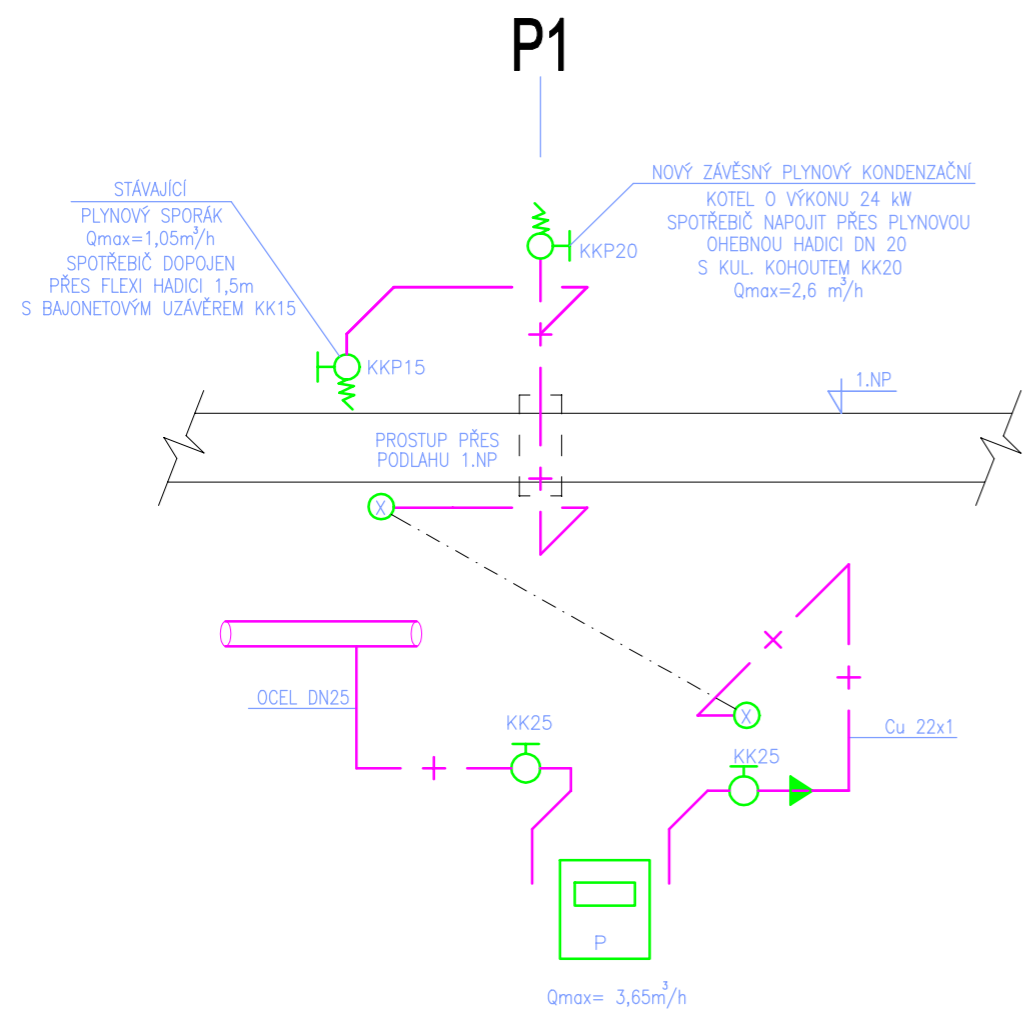 P1
STÁVAJÍCÍ
PLYNOVÝ SPORÁK
Qmax=1,05m³/h
SPOTŘEBIČ DOPOJEN
PŘES FLEXI HADICI 1,5m
S BAJONETOVÝM UZÁVĚREM KK15
NOVÝ ZÁVĚSNÝ PLYNOVÝ KONDENZAČNÍ
KOTEL O VÝKONU 24 kW
SPOTŘEBIČ NAPOJIT PŘES PLYNOVOU
OHEBNOU HADICI DN 20
S KUL. KOHOUTEM KK20
Qmax=2,6 m³/h
KKP20
KKP15
1.NP
PROSTUP PŘES
PODLAHU 1.NP
X
OCEL DN25
KK25
X
KK25
Cu 22x1
P
Qmax= 3,65m³/h